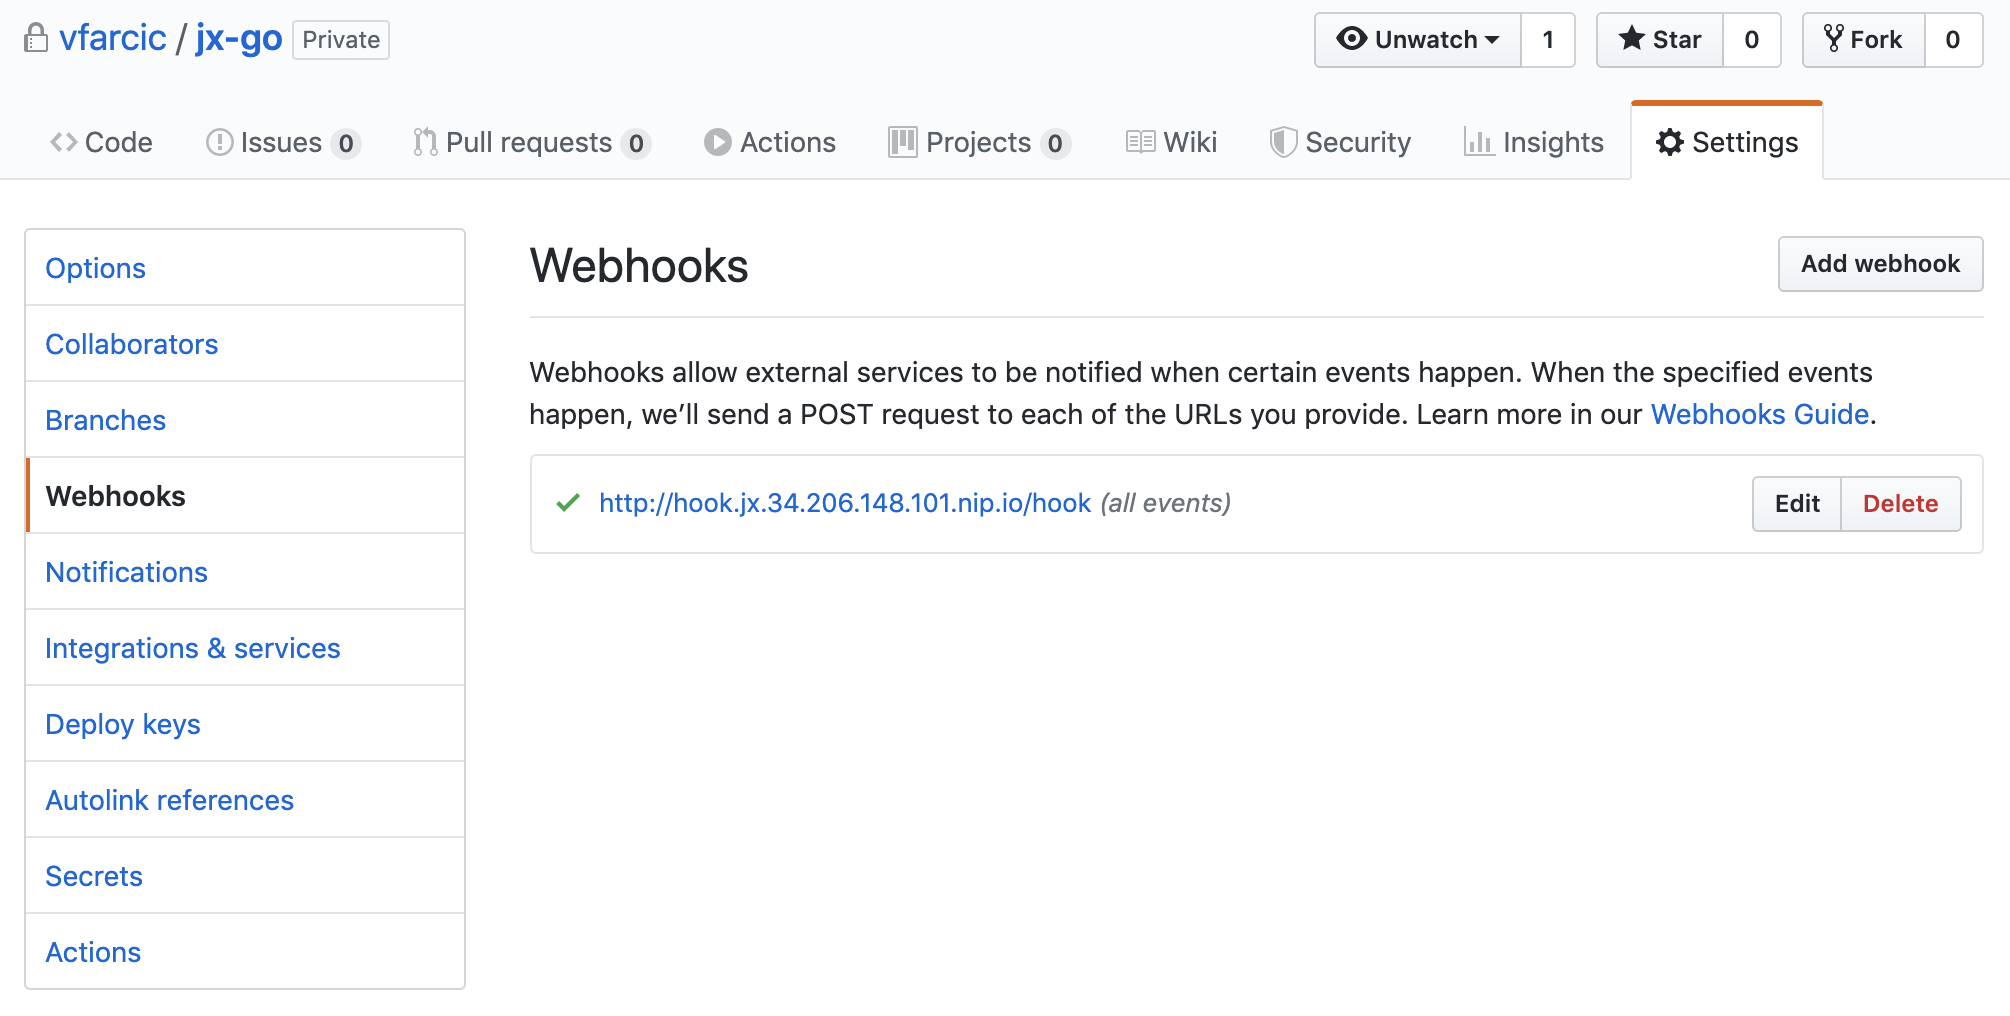 vfarcic / jx-go Private
Unwatch 1 Star 0 Fork 0
Code Issues 0 Pull requests 0 Actions Projects 0 Wiki Security Insights Settings
Options
Collaborators
Branches
Webhooks
Notifications
Integrations & services
Deploy keys
Autolink references
Secrets
Actions
Webhooks
Add webhook
Webhooks allow external services to be notified when certain events happen. When the specified events
happen, we’ll send a POST request to each of the URLs you provide. Learn more in our Webhooks Guide.
http://hook.jx.34.206.148.101.nip.io/hook (all events)
Edit Delete